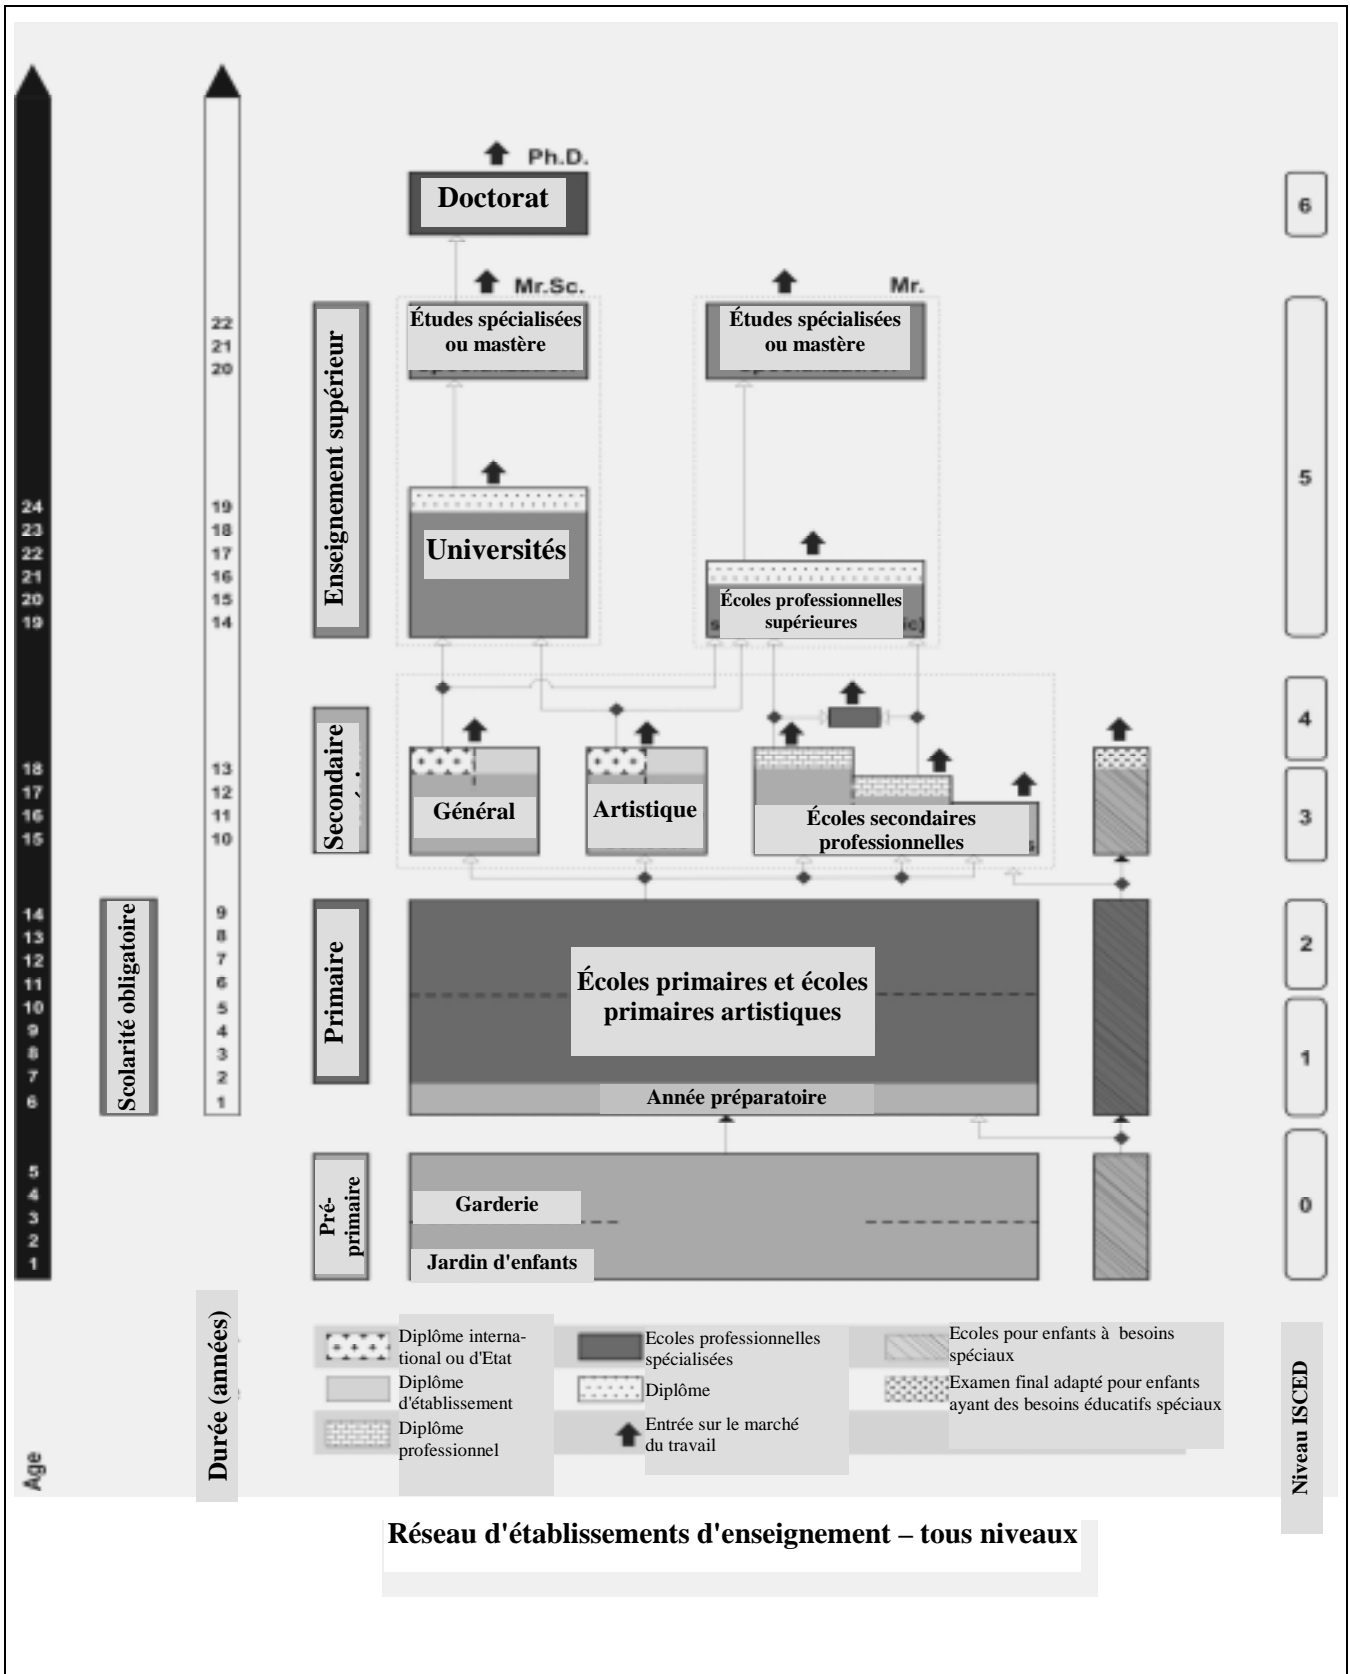 Ph.D.
Doctorat
6
Mr.Sc.
Mr.
Études spécialisées
ou mastère
Études spécialisées
ou mastère
Enseignement supérieur
22
21
20
5
Universités
Écoles professionnelles
supérieures
24
23
22
21
20
19
19
18
17
16
15
14
4
Secondaire
Général
Artistique
Écoles secondaires
professionnelles
18
17
16
15
13
12
11
10
3
Scolarité obligatoire
Primaire
Écoles primaires et écoles
primaires artistiques
Année préparatoire
14
13
12
11
10
9
8
7
6
9
8
7
6
5
4
3
2
1
2
1
Pré-
primaire
Garderie
Jardin d'enfants
5
4
3
2
1
0
Age
Durée (années)
Niveau ISCED
Diplôme interna-
tional ou d'Etat
Diplôme
d'établissement
Diplôme
professionnel
Ecoles professionnelles
spécialisées
Diplôme
Entrée sur le marché
du travail
Ecoles pour enfants à besoins
spéciaux
Examen final adapté pour enfants
ayant des besoins éducatifs spéciaux
Réseau d'établissements d'enseignement – tous niveaux